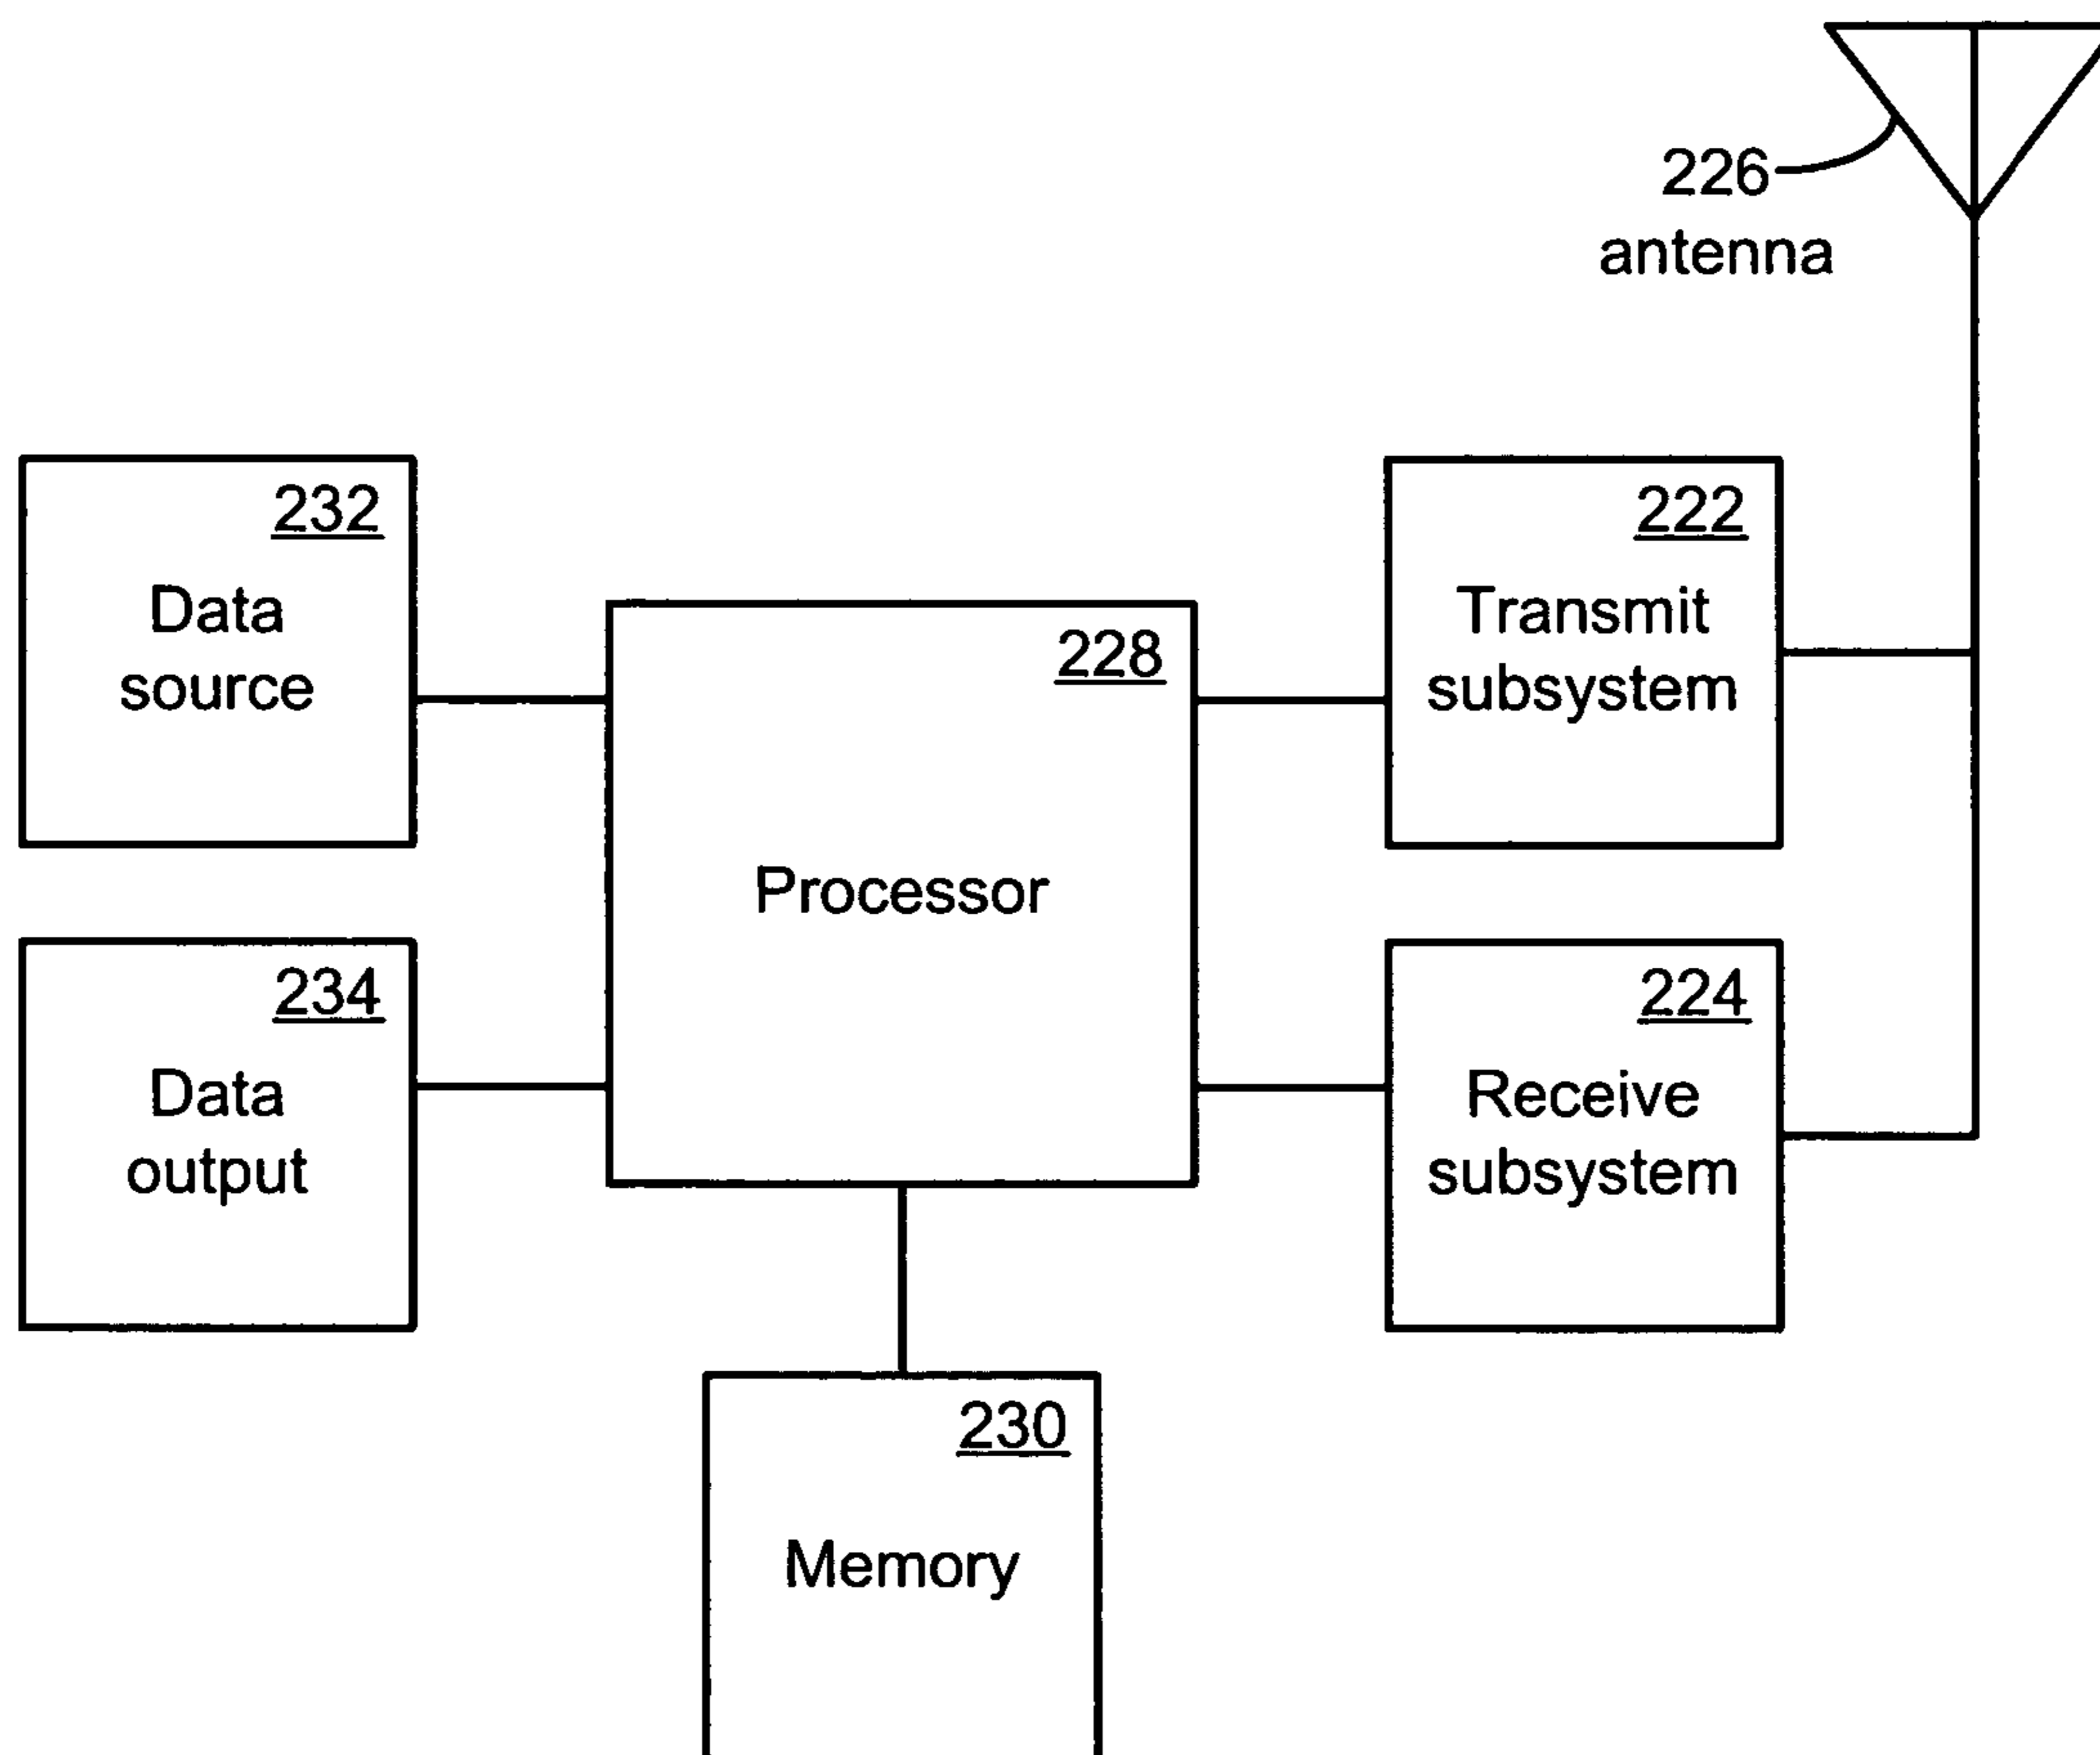 226
antenna
232
Data
source
228
Processor
222
Transmit
subsystem
234
Data
output
224
Receive
subsystem
230
Memory